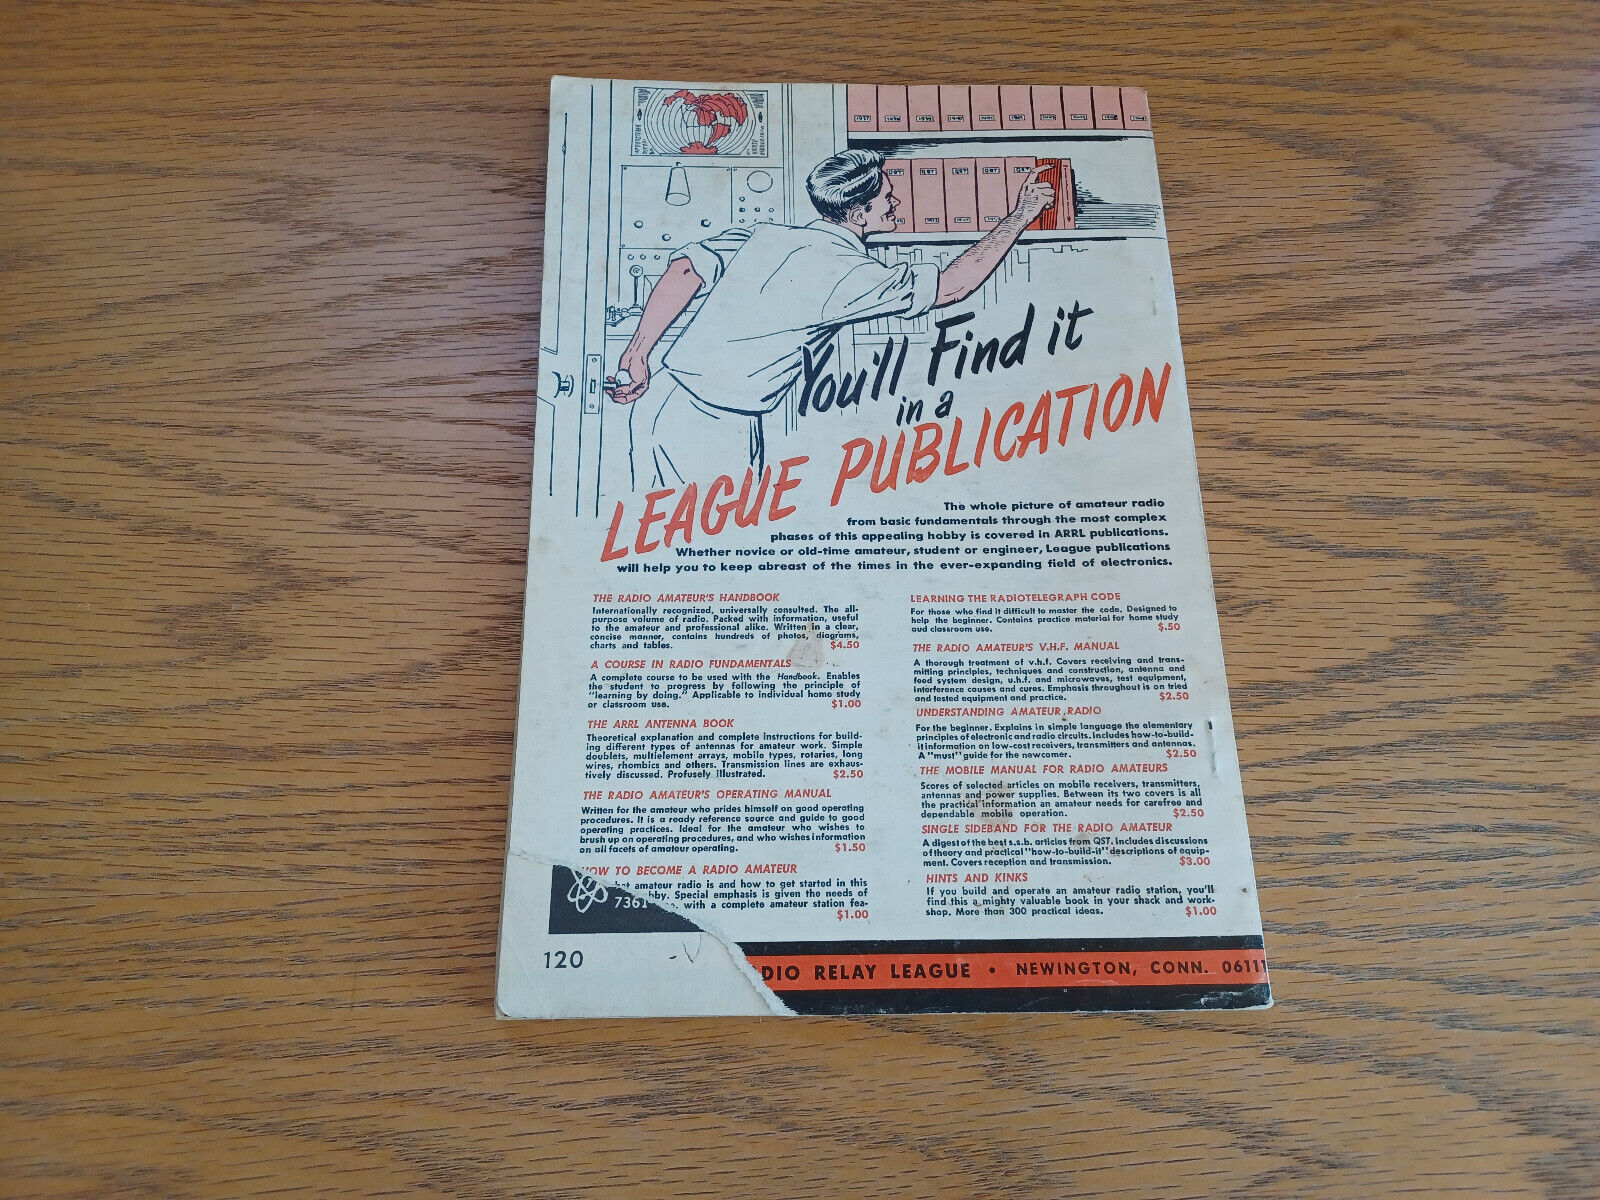 1937
QST
QST
QST
QST
You'll Find it
in a
LEAGUE PUBLICATION
The whole picture of amateur radio
from basic fundamentals through the most complex
phases of this appealing hobby is covered in ARRL publications.
Whether novice or old-time amateur, student or engineer, League publications
will help you to keep abreast of the times in the ever-expanding field of electronics.
THE RADIO AMATEUR'S HANDBOOK
Internationally recognized, universally consulted. The all-
purpose volume of radio. Packed with information, useful
to the amateur and professional alike. Written in a clear,
concise manner, contains hundreds of photos, diagrams,
charts and tables. $4.50
A COURSE IN RADIO FUNDAMENTALS
A complete course to be used with the Handbook. Enables
the student to progress by following the principle of
"learning by doing." Applicable to individual home study
or classroom use. $1.00
THE ARRL ANTENNA BOOK
Theoretical explanation and complete instructions for build-
ing different types of antennas for amateur work. Simple
doublets, multielement arrays, mobile types, rotaries, long
wires, rhombics and others. Transmission lines are exhaus-
tively discussed. Profusely illustrated. $2.50
THE RADIO AMATEUR'S OPERATING MANUAL
Written for the amateur who prides himself on good operating
procedures. It is a ready reference source and guide to good
operating practices. Ideal for the amateur who wishes to
brush up on operating procedures, and who wishes information
on all facets of amateur operating. $1.50
OW TO BECOME A RADIO AMATEUR
hat amateur radio is and how to get started in this
bby. Special emphasis is given the needs of
with a complete amateur station fea-
$1.00
7361
120
LEARNING THE RADIOTELEGRAPH CODE
For those who find it difficult to master the code. Designed to
help the beginner. Contains practice material for home study
and classroom use. $.50
THE RADIO AMATEUR'S V.H.F. MANUAL
A thorough treatment of v.h.f. Covers receiving and trans-
mitting principles, techniques and construction, antenna and
feed system design, u.h.f. and microwaves, test equipment,
interference causes and cures. Emphasis throughout is on tried
and tested equipment and practice. $2.50
UNDERSTANDING AMATEUR RADIO
For the beginner. Explains in simple language the elementary
principles of electronic and radio circuits. Includes how-to-build-
it information on low-cost receivers, transmitters and antennas.
A "must" guide for the newcomer. $2.50
THE MOBILE MANUAL FOR RADIO AMATEURS
Scores of selected articles on mobile receivers, transmitters,
antennas and power supplies. Between its two covers is all
the practical information an amateur needs for carefree and
dependable mobile operation. $2.50
SINGLE SIDEBAND FOR THE RADIO AMATEUR
A digest of the best s.s.b. articles from QST. Includes discussions
of theory and practical "how-to-build-it" descriptions of equip-
ment. Covers reception and transmission. $3.00
HINTS AND KINKS
If you build and operate an amateur radio station, you'll
find this a mighty valuable book in your shack and work-
shop. More than 300 practical ideas. $1.00
DIO RELAY LEAGUE • NEWINGTON, CONN. 06111